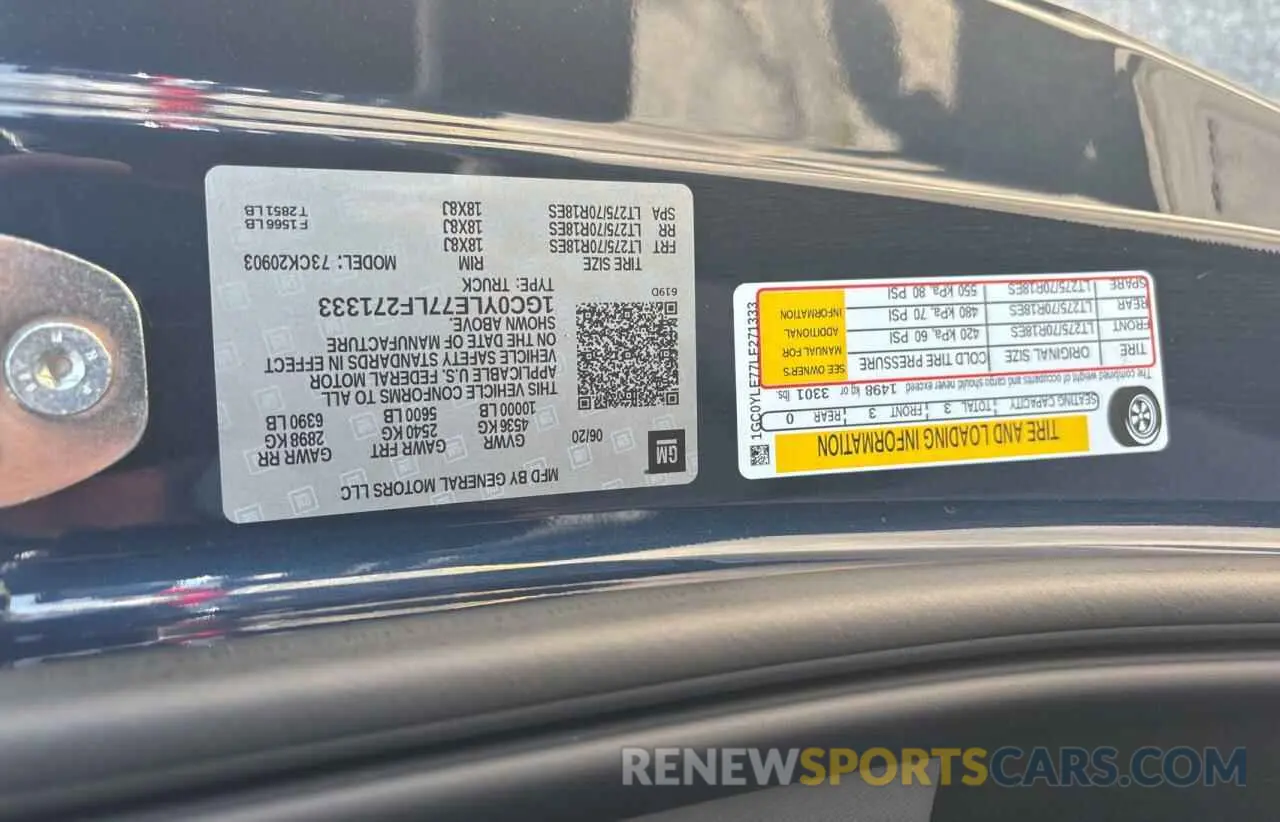 MFD BY GENERAL MOTORS LLC
GM
06/20
GVWR
4536 KG
10000 LB
GAWR FRT
2540 KG
5600 LB
GAWR RR
2898 KG
6390 LB
THIS VEHICLE CONFORMS TO ALL
APPLICABLE U.S. FEDERAL MOTOR
VEHICLE SAFETY STANDARDS IN EFFECT
ON THE DATE OF MANUFACTURE
SHOWN ABOVE.
1GC0YLE77LF271333
619D
TYPE: TRUCK
TIRE SIZE RIM MODEL: 73CK20903
FRT LT275/70R18ES 18X8J
RR LT275/70R18ES 18X8J F 1566 LB
SPA LT275/70R18ES 18X8J T 2851 LB
TIRE AND LOADING INFORMATION
SEATING CAPACITY TOTAL 3 FRONT 3 REAR 0
The combined weight of occupants and cargo should never exceed 1498 kg or 3301 lbs.
TIRE ORIGINAL SIZE COLD TIRE PRESSURE
FRONT LT275/70R18ES 420 kPa, 60 PSI
REAR LT275/70R18ES 480 kPa, 70 PSI
SPARE LT275/70R18ES 550 kPa, 80 PSI
SEE OWNER'S
MANUAL FOR
ADDITIONAL
INFORMATION
1GC0YLE77LF271333
RENEWSPORTSCARS.COM